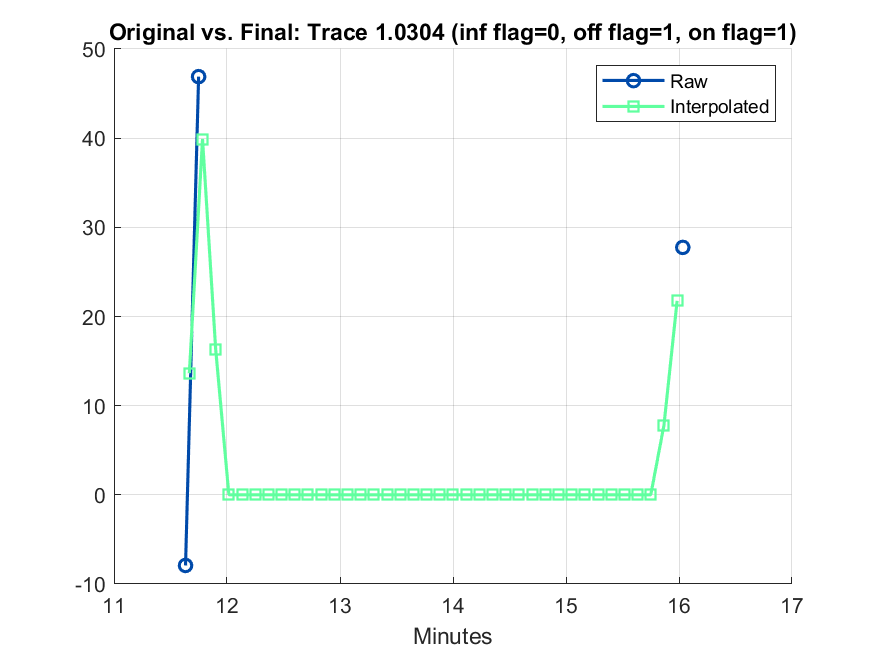 Original vs. Final: Trace 1.0304 (inf flag=0, off flag=1, on flag=1)
50
40
30
20
10
0
-10
Raw
Interpolated
11 12 13 14 15 16 17
Minutes